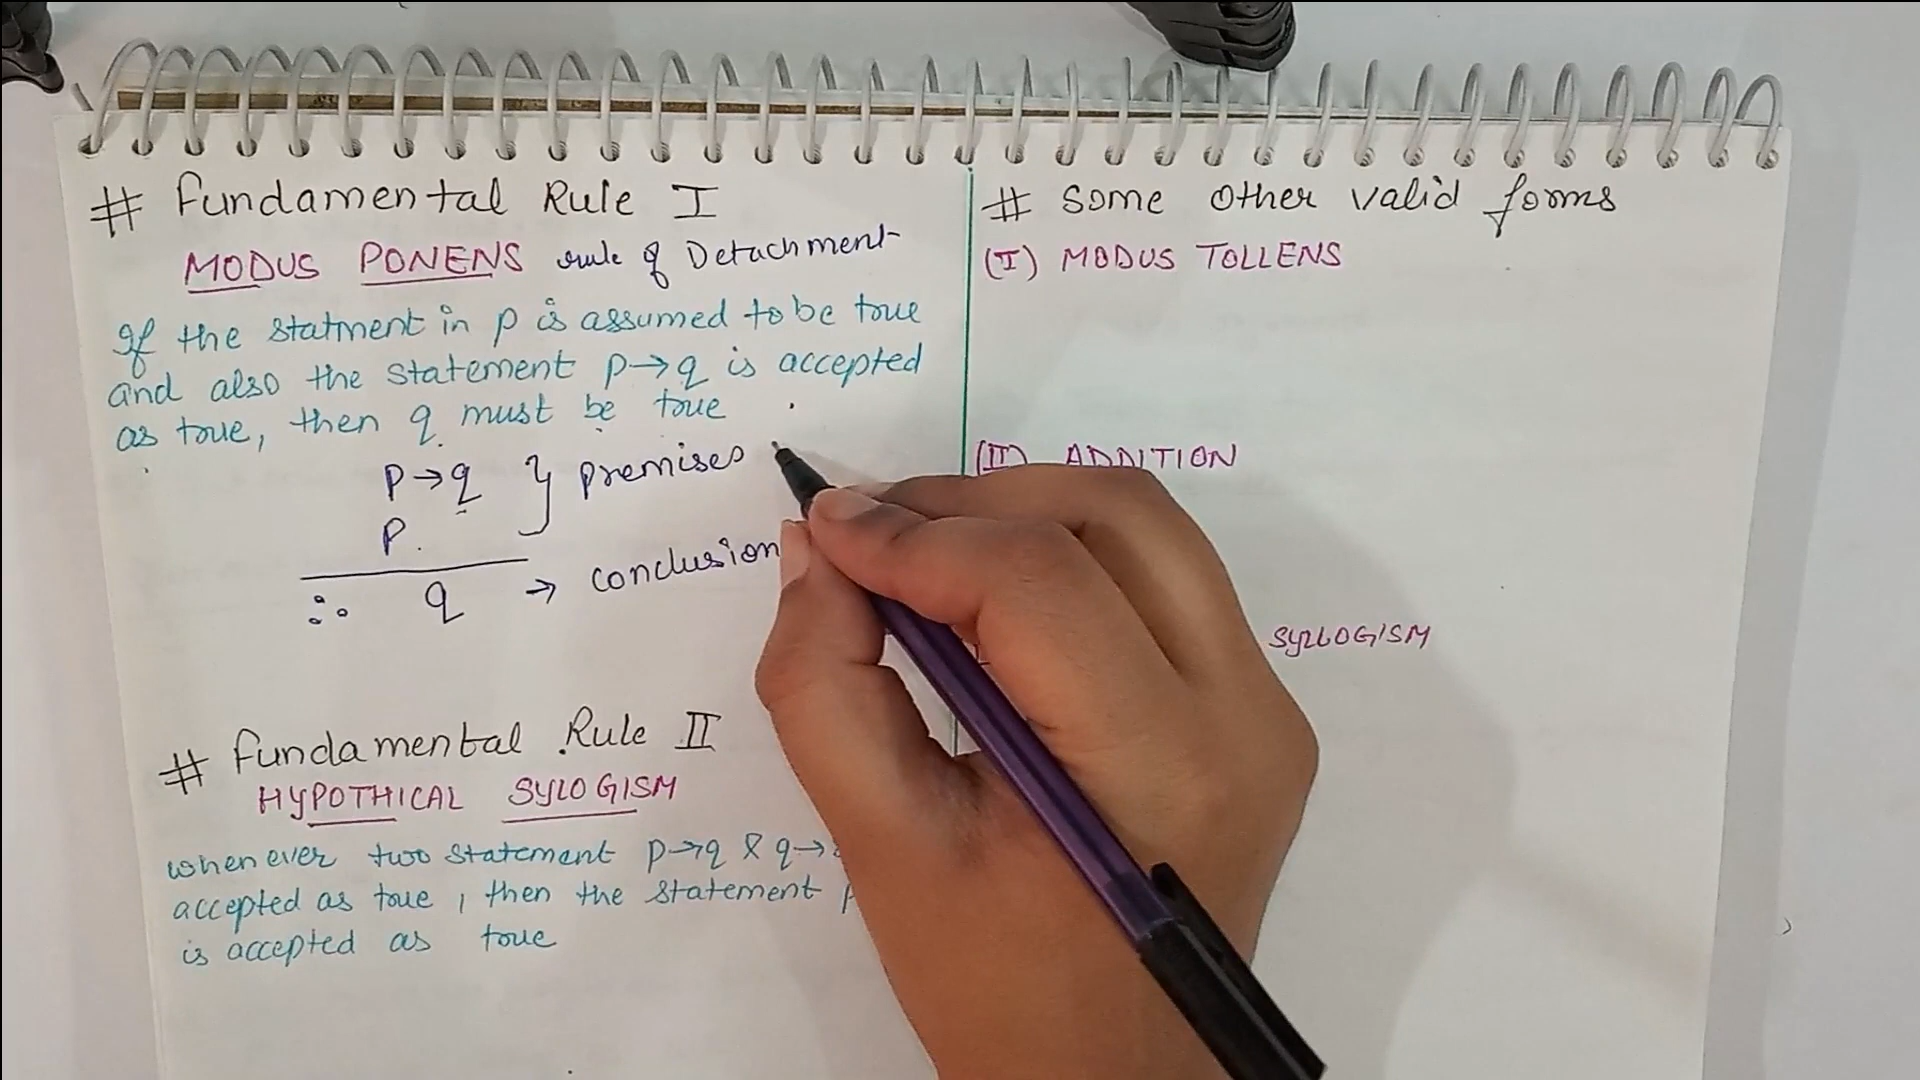 # Fundamental Rule I
MODUS PONENS rule of Detachment
If the statment in p is assumed to be true
and also the statement p→q is accepted
as true, then q must be true
p→q } premises
p
∴ q → conclusion
# Fundamental Rule II
HYPOTHICAL SYLOGISM
whenever two statement p→q & q→
accepted as true, then the statement
is accepted as true
# Some Other valid forms
(I) MODUS TOLLENS
(II) ADDITION
SYLLOGISM